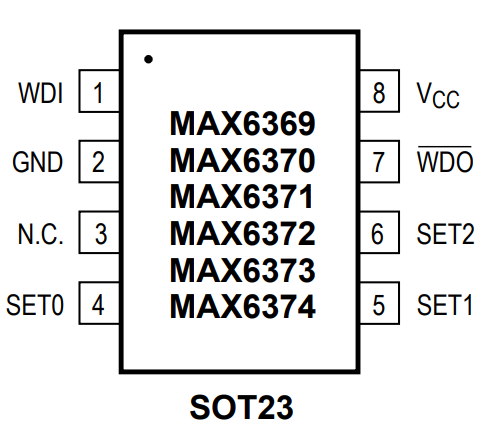 WDI 1 8 VCC
MAX6369
GND 2 MAX6370 7 W̅D̅O̅
MAX6371
N.C. 3 MAX6372 6 SET2
MAX6373
SET0 4 MAX6374 5 SET1
SOT23